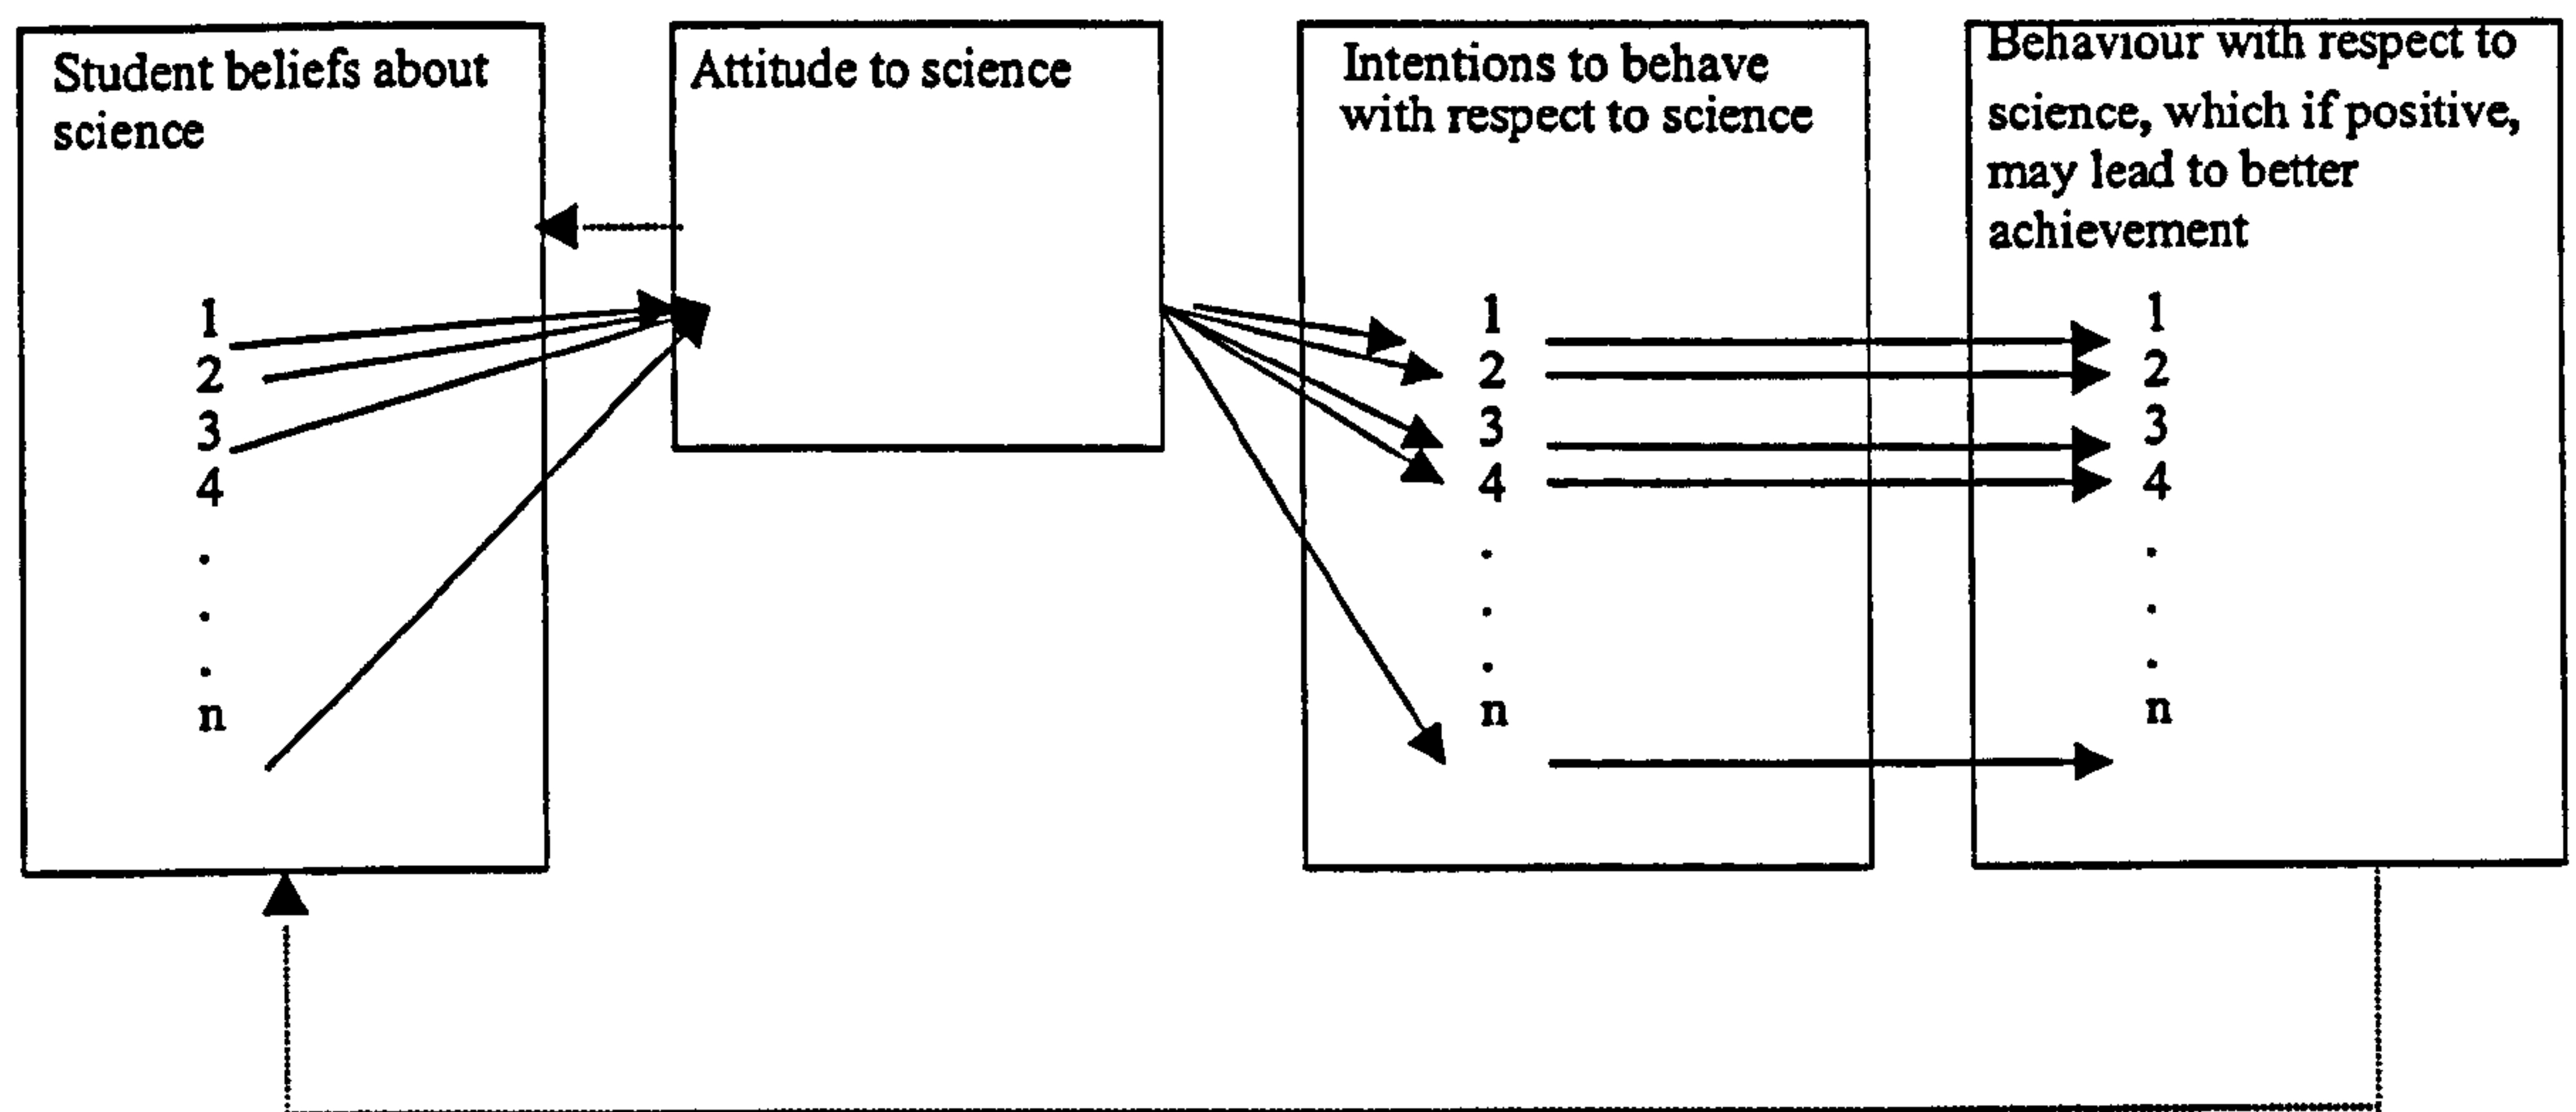 Student beliefs about
science
1
2
3
4
.
.
.
n
Attitude to science
Intentions to behave
with respect to science
1
2
3
4
.
.
.
n
Behaviour with respect to
science, which if positive,
may lead to better
achievement
1
2
3
4
.
.
.
n